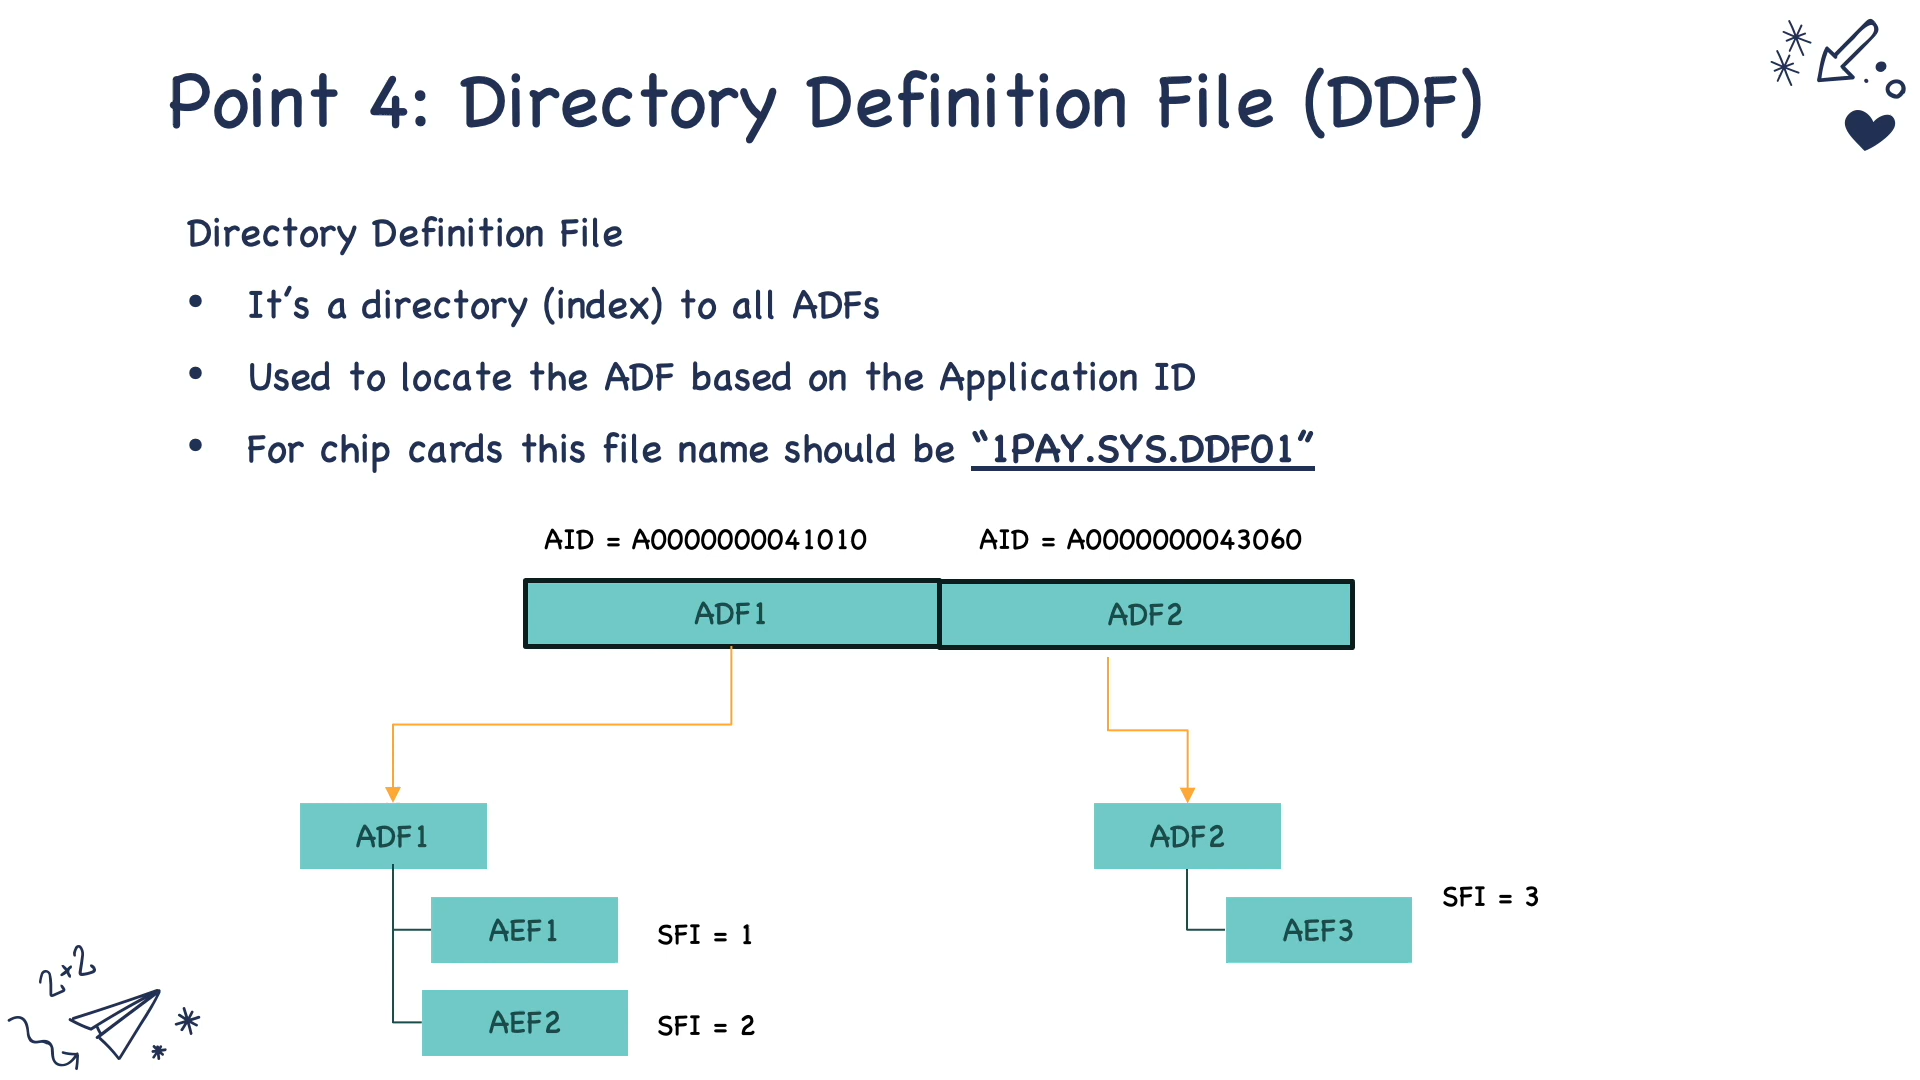 Point 4: Directory Definition File (DDF)
Directory Definition File
• It's a directory (index) to all ADFs
• Used to locate the ADF based on the Application ID
• For chip cards this file name should be “1PAY.SYS.DDF01”
AID = A0000000041010
AID = A0000000043060
ADF1
ADF2
ADF1
ADF2
SFI = 3
AEF1
SFI = 1
AEF3
AEF2
SFI = 2
2x2